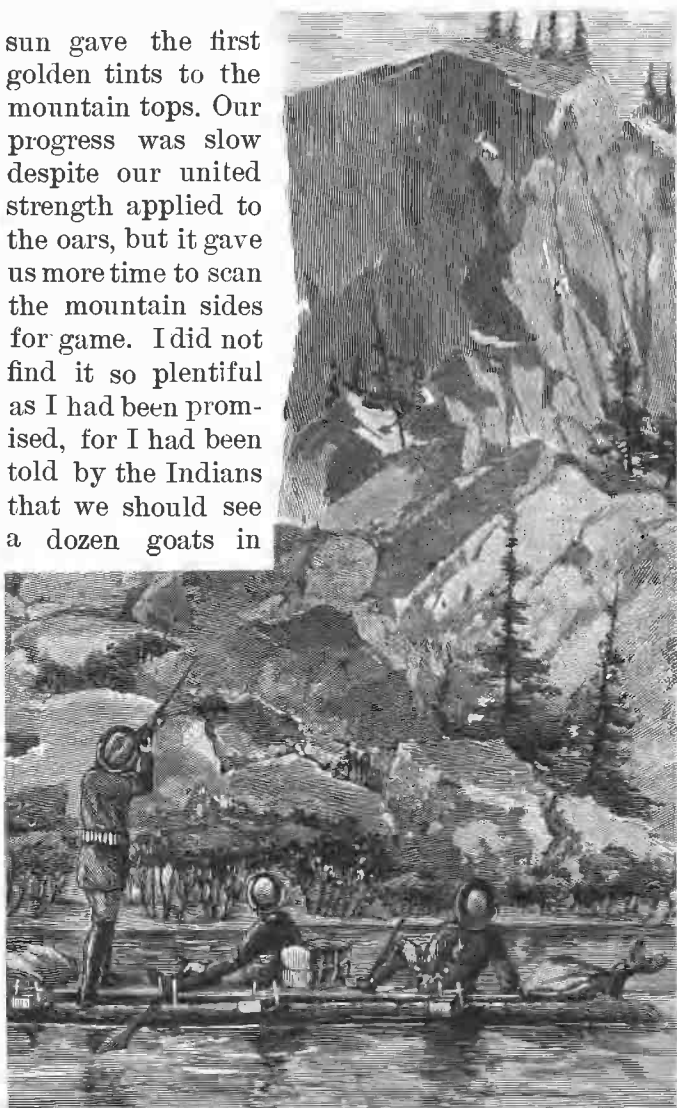 sun gave the first
golden tints to the
mountain tops. Our
progress was slow
despite our united
strength applied to
the oars, but it gave
us more time to scan
the mountain sides
for game. I did not
find it so plentiful
as I had been prom-
ised, for I had been
told by the Indians
that we should see
a dozen goats in